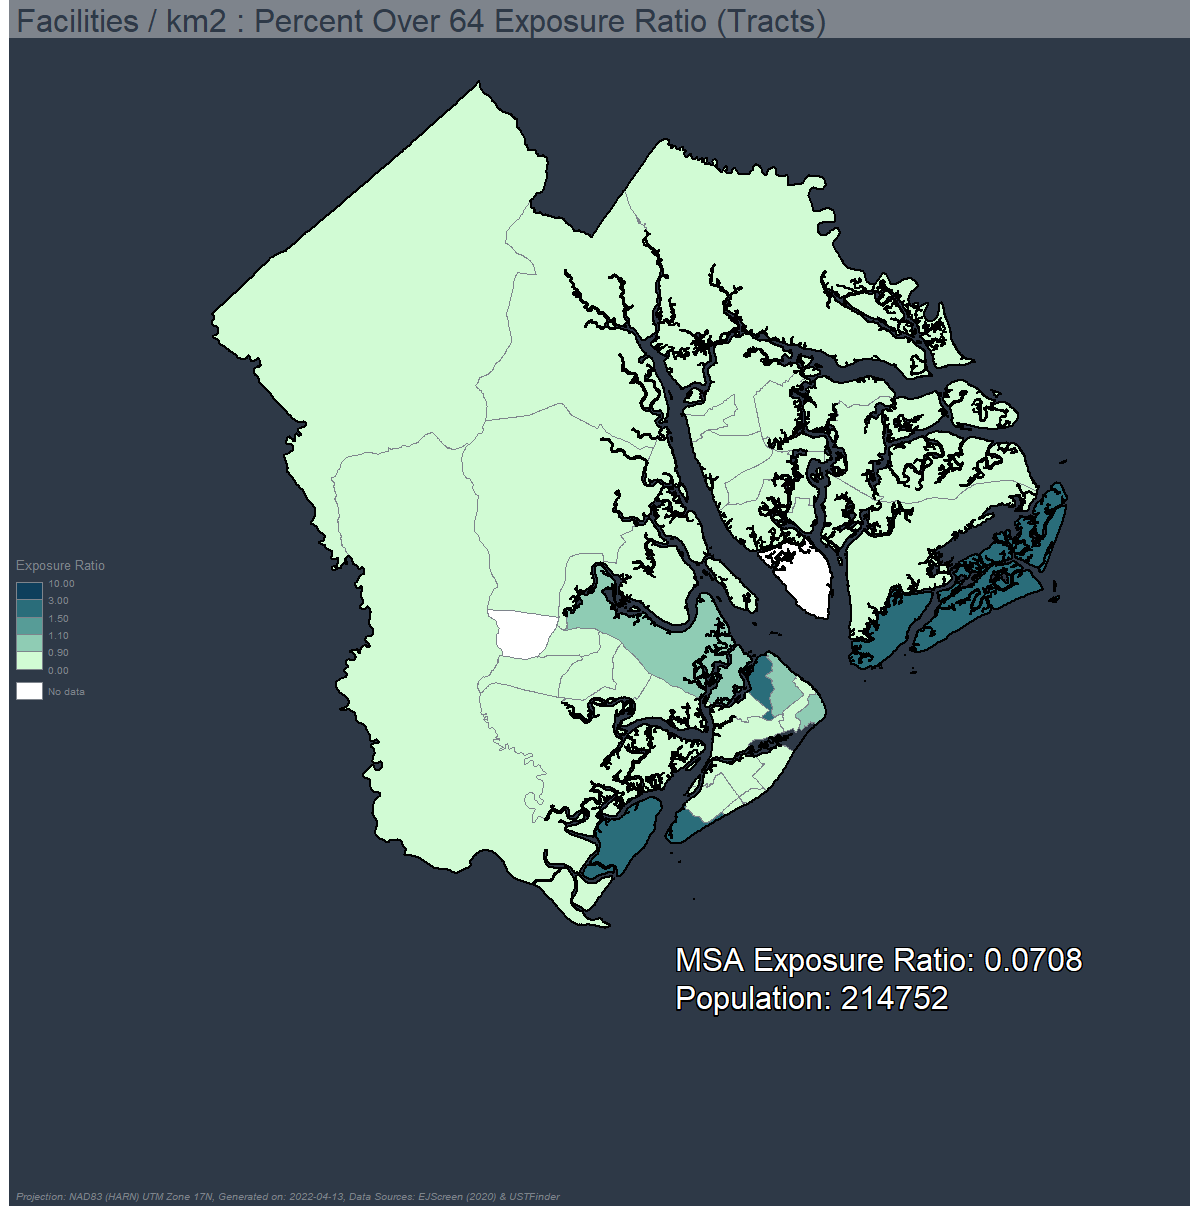 Facilities / km2 : Percent Over 64 Exposure Ratio (Tracts)
Exposure Ratio
10.00
3.00
1.50
1.10
0.90
0.00
No data
MSA Exposure Ratio: 0.0708
Population: 214752
Projection: NAD83 (HARN) UTM Zone 17N, Generated on: 2022-04-13, Data Sources: EJScreen (2020) & USTFinder